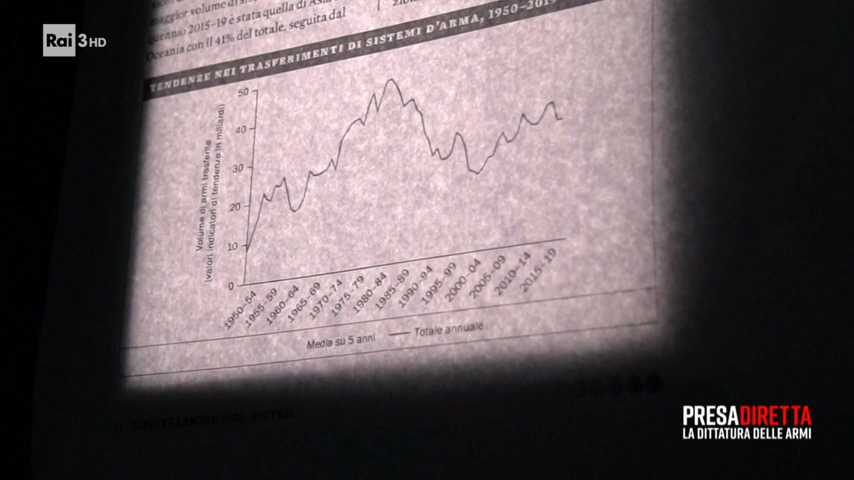 Rai 3 HD
maggior volume di
quennio 2015-19 è stata quella di Asia
Oceania con il 41% del totale, seguita dal
TENDENZE NEI TRASFERIMENTI DI SISTEMI D'ARMA, 1950-2019
Volume di armi trasferite
(valori indicatori di tendenze in miliardi)
50
40
30
20
10
0
1950-54
1955-59
1960-64
1965-69
1970-74
1975-79
1980-84
1985-89
1990-94
1995-99
2000-04
2005-09
2010-14
2015-19
Media su 5 anni
Totale annuale
SIPRI YEARBOOK 2020, SINTESI
PRESADIRETTA
LA DITTATURA DELLE ARMI